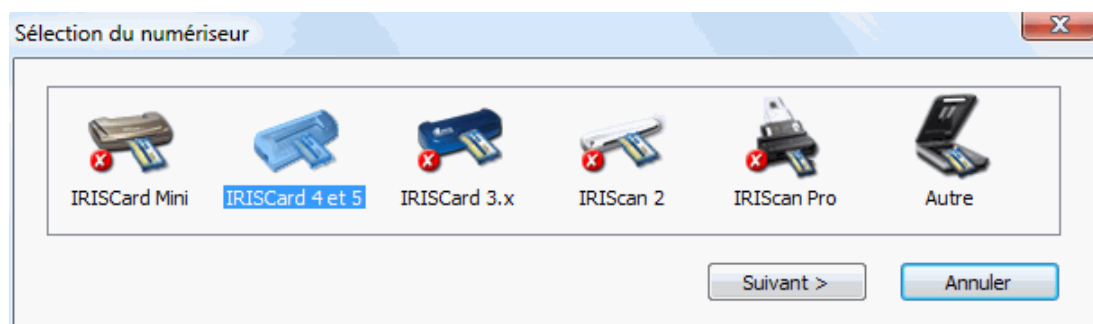 Sélection du numériseur
IRISCard Mini IRISCard 4 et 5 IRISCard 3.x IRIScan 2 IRIScan Pro Autre
Suivant > Annuler